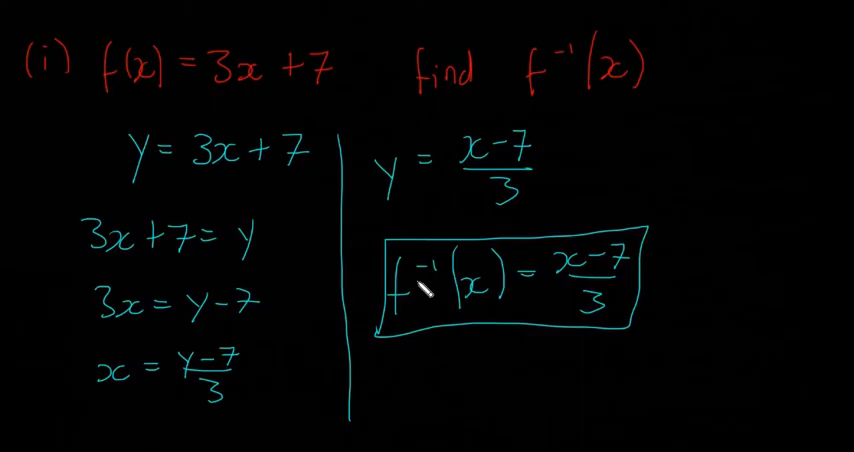 (i) f(x) = 3x + 7 find f⁻¹(x)
y = 3x + 7
3x + 7 = y
3x = y - 7
x = (y - 7)/3
y = (x - 7)/3
f⁻¹(x) = (x - 7)/3